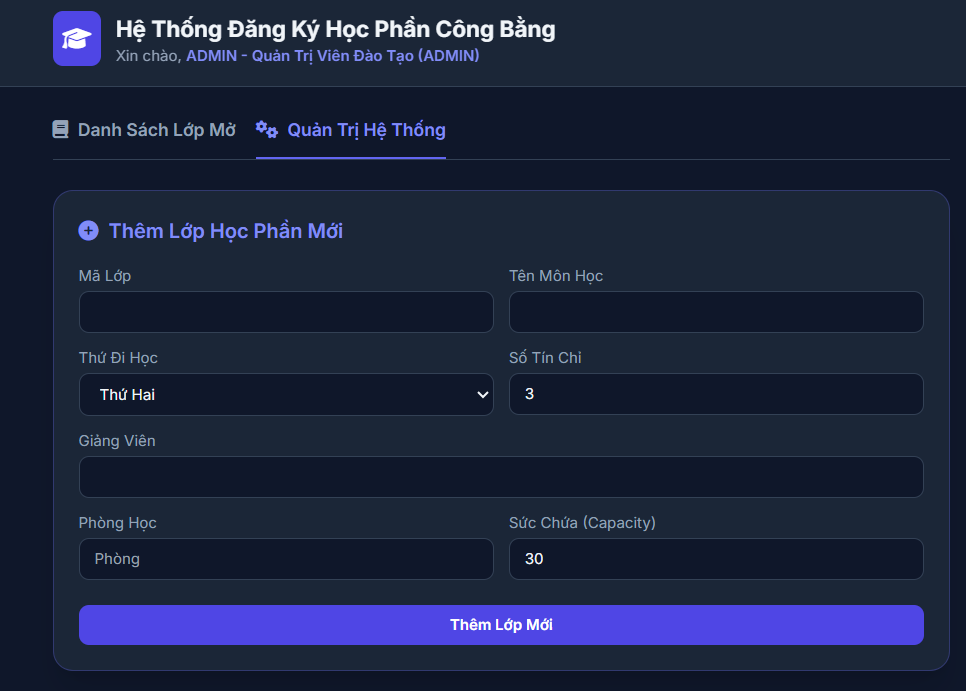 Hệ Thống Đăng Ký Học Phần Công Bằng
Xin chào, ADMIN - Quản Trị Viên Đào Tạo (ADMIN)
Danh Sách Lớp Mở Quản Trị Hệ Thống
Thêm Lớp Học Phần Mới
Mã Lớp Tên Môn Học
Thứ Đi Học Số Tín Chỉ
Thứ Hai 3
Giảng Viên
Phòng Học Sức Chứa (Capacity)
Phòng 30
Thêm Lớp Mới